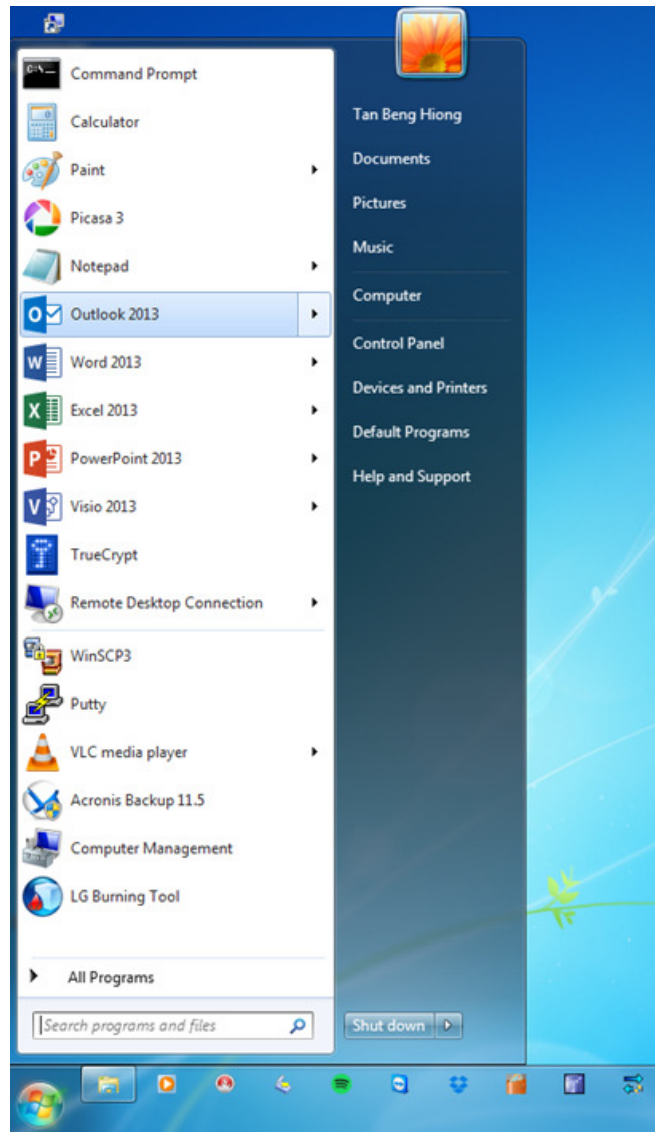 C:\
Command Prompt
Calculator
Paint
Picasa 3
Notepad
Outlook 2013
Word 2013
Excel 2013
PowerPoint 2013
Visio 2013
TrueCrypt
Remote Desktop Connection
WinSCP3
Putty
VLC media player
Acronis Backup 11.5
Computer Management
LG Burning Tool
All Programs
Search programs and files
Tan Beng Hiong
Documents
Pictures
Music
Computer
Control Panel
Devices and Printers
Default Programs
Help and Support
Shut down